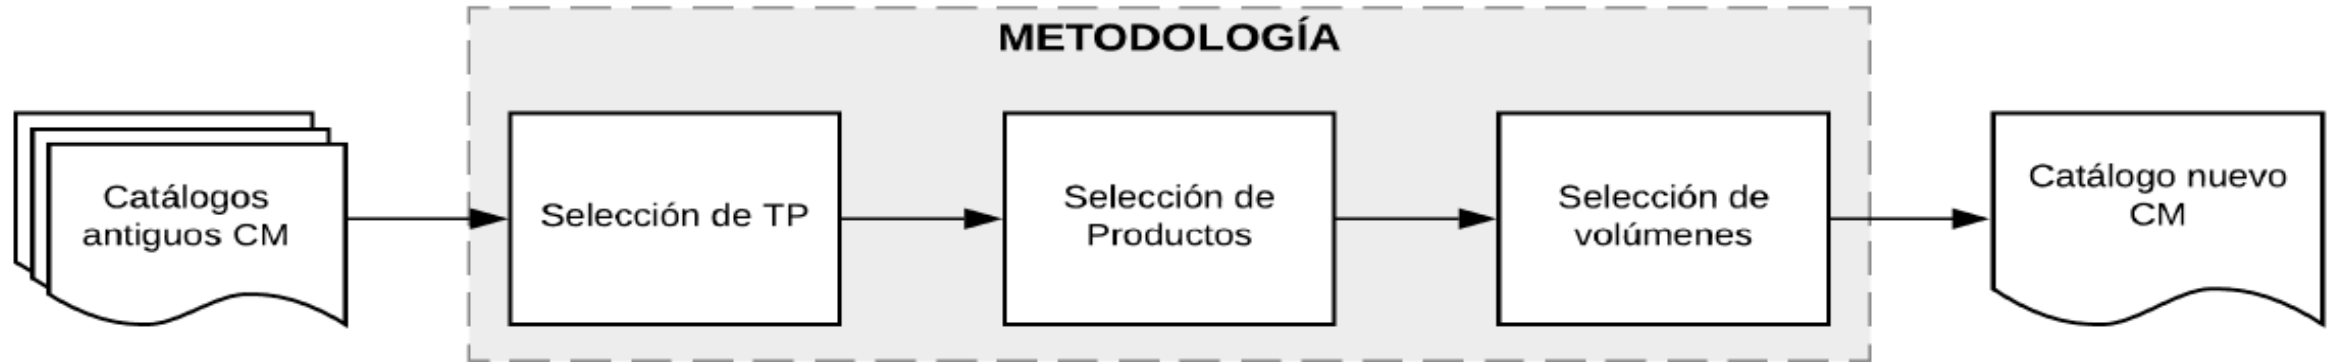 METODOLOGÍA
Catálogos
antiguos CM
Selección de TP
Selección de
Productos
Selección de
volúmenes
Catálogo nuevo
CM